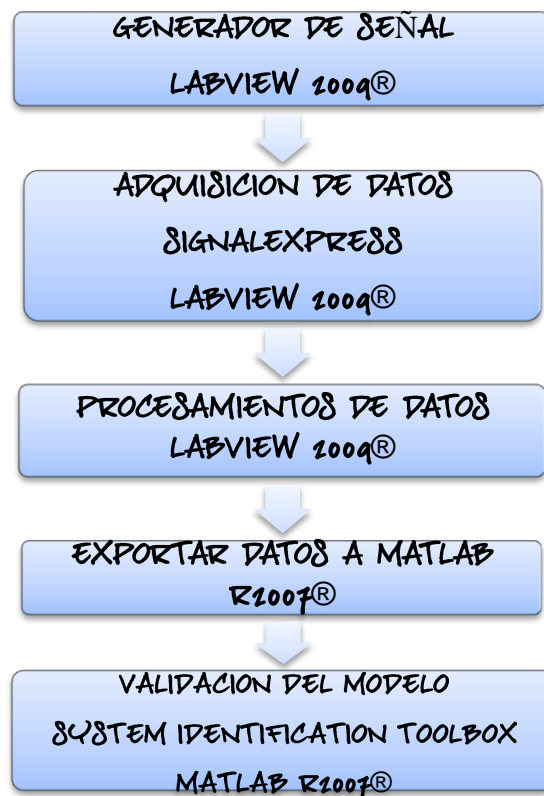 GENERADOR DE SEÑAL
LABVIEW 2009®
ADQUISICION DE DATOS
SIGNALEXPRESS
LABVIEW 2009®
PROCESAMIENTOS DE DATOS
LABVIEW 2009®
EXPORTAR DATOS A MATLAB
R2007®
VALIDACION DEL MODELO
SYSTEM IDENTIFICATION TOOLBOX
MATLAB R2007®